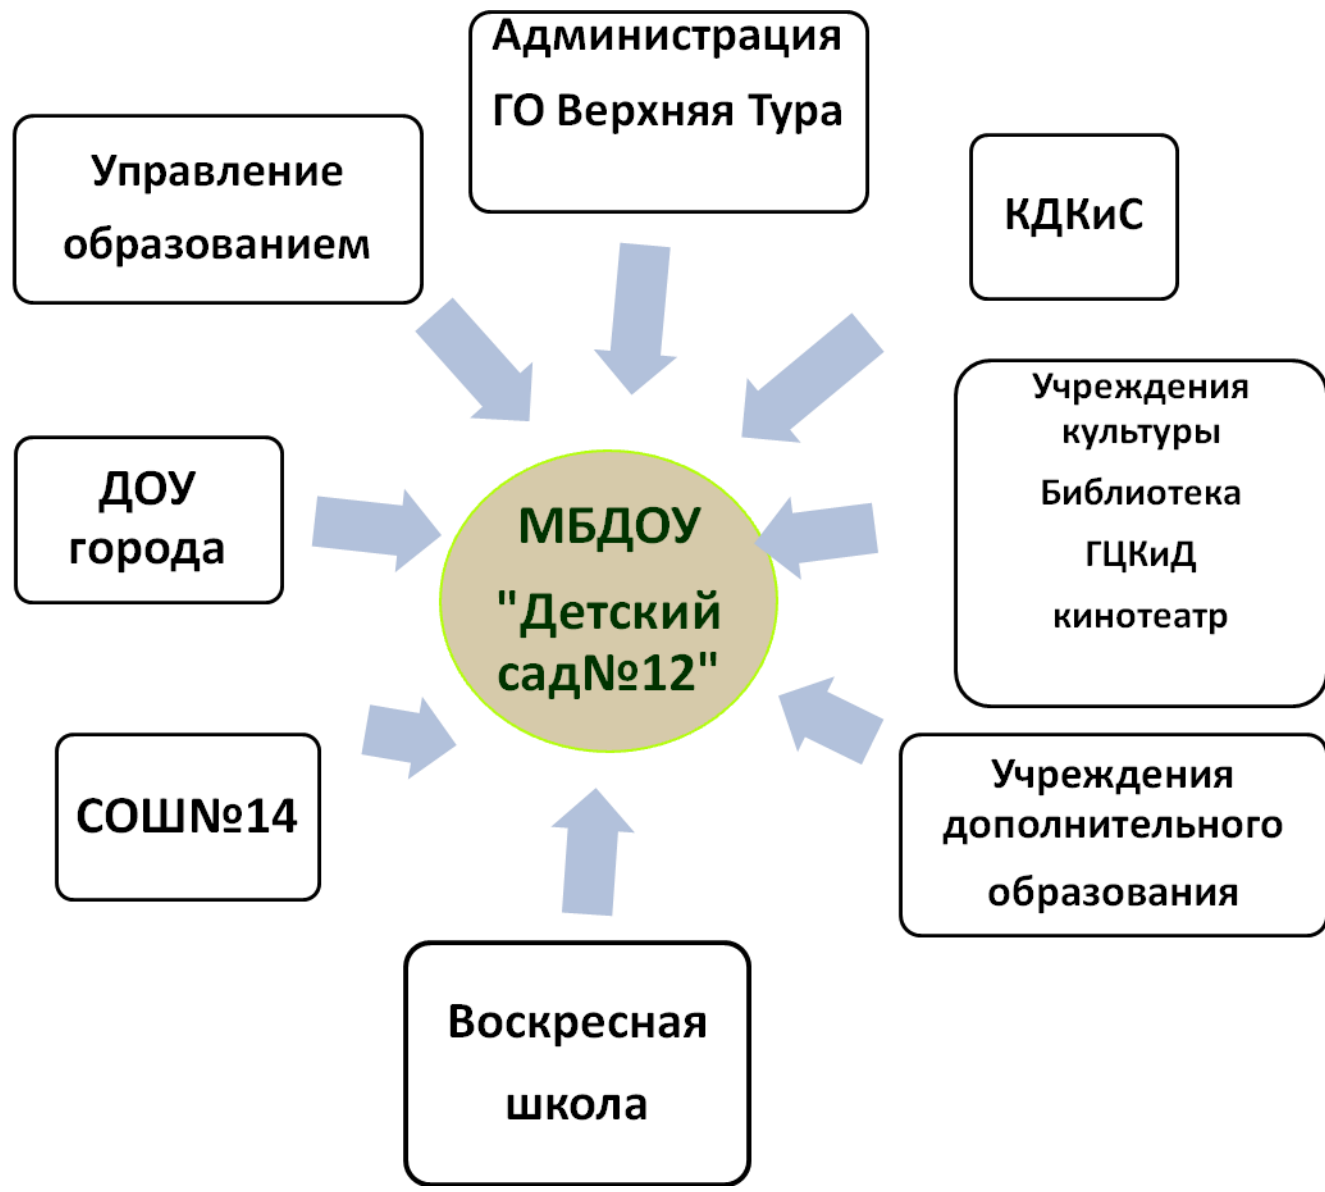 Администрация
ГО Верхняя Тура
Управление
образованием
КДКиС
Учреждения
культуры
Библиотека
ГЦКиД
кинотеатр
ДОУ
города
МБДОУ
"Детский
сад№12"
СОШ№14
Учреждения
дополнительного
образования
Воскресная
школа